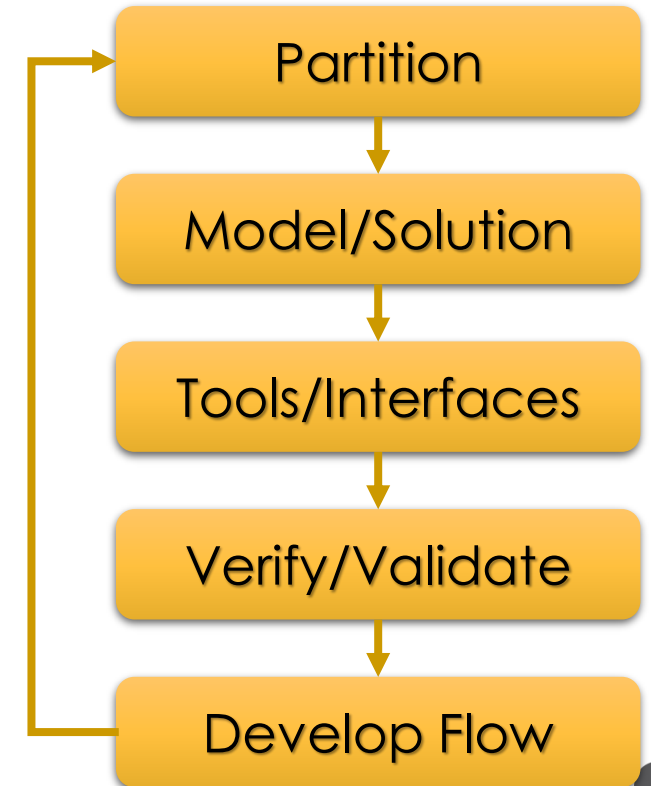 Partition
Model/Solution
Tools/Interfaces
Verify/Validate
Develop Flow